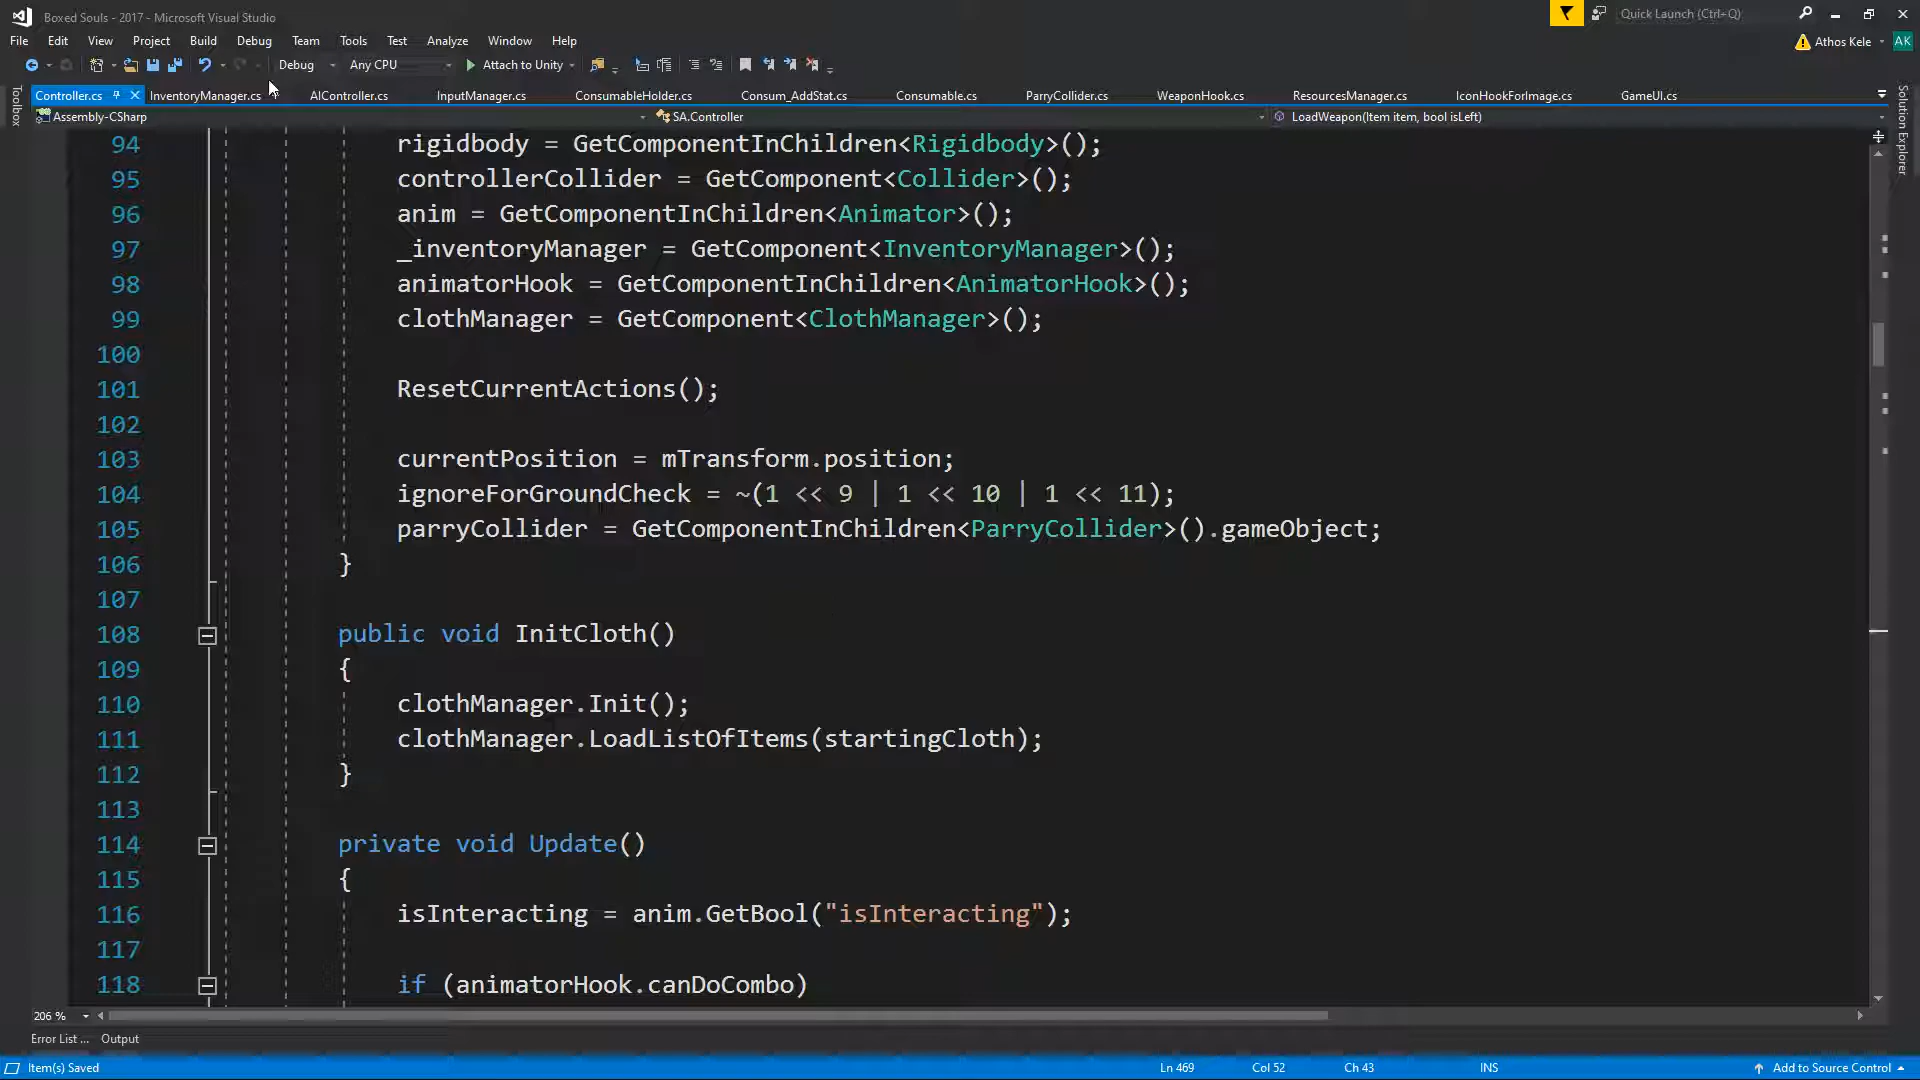 Boxed Souls - 2017 - Microsoft Visual Studio
Quick Launch (Ctrl+Q)
File Edit View Project Build Debug Team Tools Test Analyze Window Help
Athos Kele AK
Debug Any CPU Attach to Unity
Toolbox
Solution Explorer
Controller.cs InventoryManager.cs AIController.cs InputManager.cs ConsumableHolder.cs Consum_AddStat.cs Consumable.cs ParryCollider.cs WeaponHook.cs ResourcesManager.cs IconHookForImage.cs GameUI.cs
Assembly-CSharp SA.Controller LoadWeapon(Item item, bool isLeft)
94 rigidbody = GetComponentInChildren<Rigidbody>();
95 controllerCollider = GetComponent<Collider>();
96 anim = GetComponentInChildren<Animator>();
97 _inventoryManager = GetComponent<InventoryManager>();
98 animatorHook = GetComponentInChildren<AnimatorHook>();
99 clothManager = GetComponent<ClothManager>();
100
101 ResetCurrentActions();
102
103 currentPosition = mTransform.position;
104 ignoreForGroundCheck = ~(1 << 9 | 1 << 10 | 1 << 11);
105 parryCollider = GetComponentInChildren<ParryCollider>().gameObject;
106 }
107
108 public void InitCloth()
109 {
110 clothManager.Init();
111 clothManager.LoadListOfItems(startingCloth);
112 }
113
114 private void Update()
115 {
116 isInteracting = anim.GetBool("isInteracting");
117
118 if (animatorHook.canDoCombo)
206 %
Error List ... Output
Item(s) Saved Ln 469 Col 52 Ch 43 INS Add to Source Control